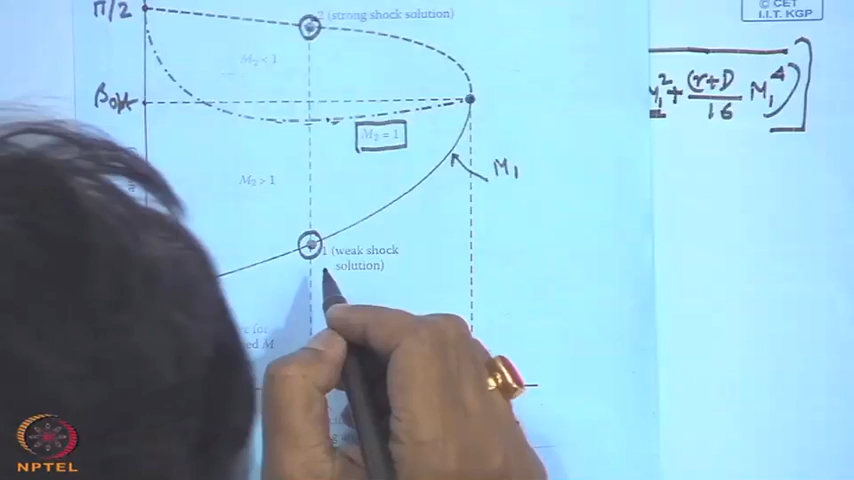 π/2
2 (strong shock solution)
© CET
I.I.T. KGP
M₂ < 1
M₁² + (γ+1)/16 M₁⁴)]
βopt
M₂ = 1
M₂ > 1
M₁
1 (weak shock
solution)
NPTEL